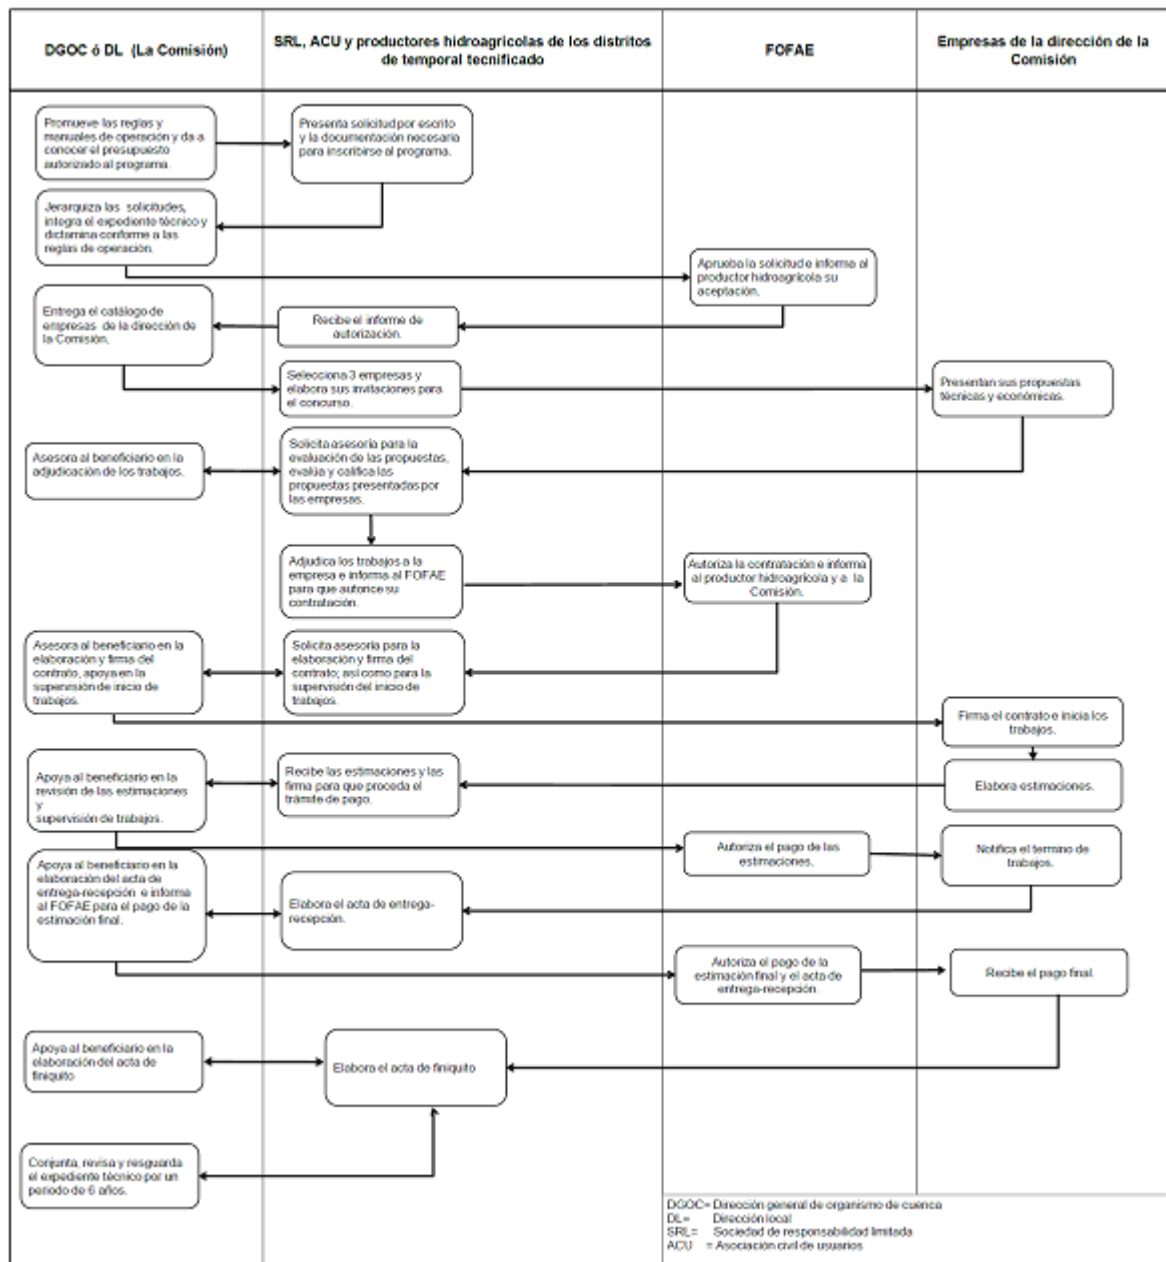 DGOC ó DL (La Comisión)
SRL, ACU y productores hidroagrícolas de los distritos
de temporal tecnificado
FOFAE
Empresas de la dirección de la
Comisión
Promueve las reglas y
manuales de operación y da a
conocer el presupuesto
autorizado al programa.
Presenta solicitud por escrito
y la documentación necesaria
para inscribirse al programa.
Jerarquiza las solicitudes,
integra el expediente técnico y
dictamina conforme a las
reglas de operación.
Aprueba la solicitud e informa al
productor hidroagrícola su
aceptación.
Entrega el catálogo de
empresas de la dirección de
la Comisión.
Recibe el informe de
autorización.
Selecciona 3 empresas y
elabora sus invitaciones para
el concurso.
Presentan sus propuestas
técnicas y económicas.
Asesora al beneficiario en la
adjudicación de los trabajos.
Solicita asesoría para la
evaluación de las propuestas,
evalúa y califica las
propuestas presentadas por
las empresas.
Adjudica los trabajos a la
empresa e informa al FOFAE
para que autorice su
contratación.
Autoriza la contratación e informa
al productor hidroagrícola y a la
Comisión.
Asesora al beneficiario en la
elaboración y firma del
contrato, apoya en la
supervisión de inicio de
trabajos.
Solicita asesoría para la
elaboración y firma del
contrato; así como para la
supervisión del inicio de
trabajos.
Firma el contrato e inicia los
trabajos.
Apoya al beneficiario en la
revisión de las estimaciones
y
supervisión de trabajos.
Recibe las estimaciones y las
firma para que proceda el
trámite de pago.
Elabora estimaciones.
Autoriza el pago de las
estimaciones.
Notifica el termino de
trabajos.
Apoya al beneficiario en la
elaboración del acta de
entrega-recepción e informa
al FOFAE para el pago de la
estimación final.
Elabora el acta de entrega-
recepción.
Autoriza el pago de la
estimación final y el acta de
entrega-recepción.
Recibe el pago final.
Apoya al beneficiario en la
elaboración del acta de
finiquito
Elabora el acta de finiquito
Conjunta, revisa y resguarda
el expediente técnico por un
periodo de 6 años.
DGOC= Dirección general de organismo de cuenca
DL= Dirección local
SRL= Sociedad de responsabilidad limitada
ACU = Asociación civil de usuarios